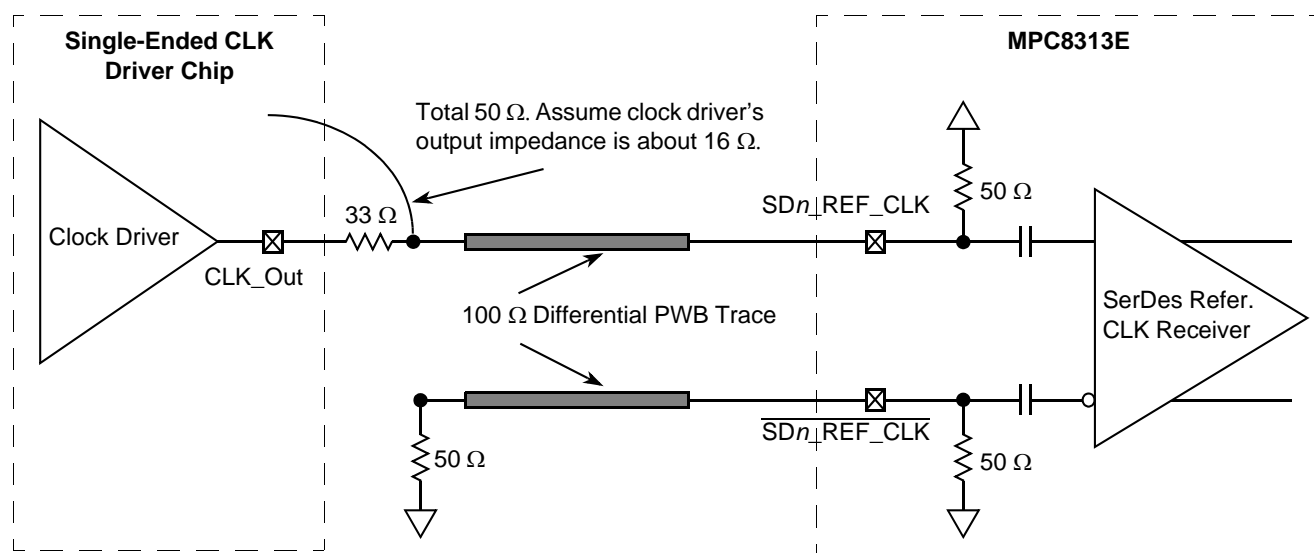 Single-Ended CLK
Driver Chip
MPC8313E
Total 50 Ω. Assume clock driver's
output impedance is about 16 Ω.
50 Ω
SDn_REF_CLK
33 Ω
Clock Driver
CLK_Out
100 Ω Differential PWB Trace
SerDes Refer.
CLK Receiver
SDn_REF_CLK
50 Ω
50 Ω